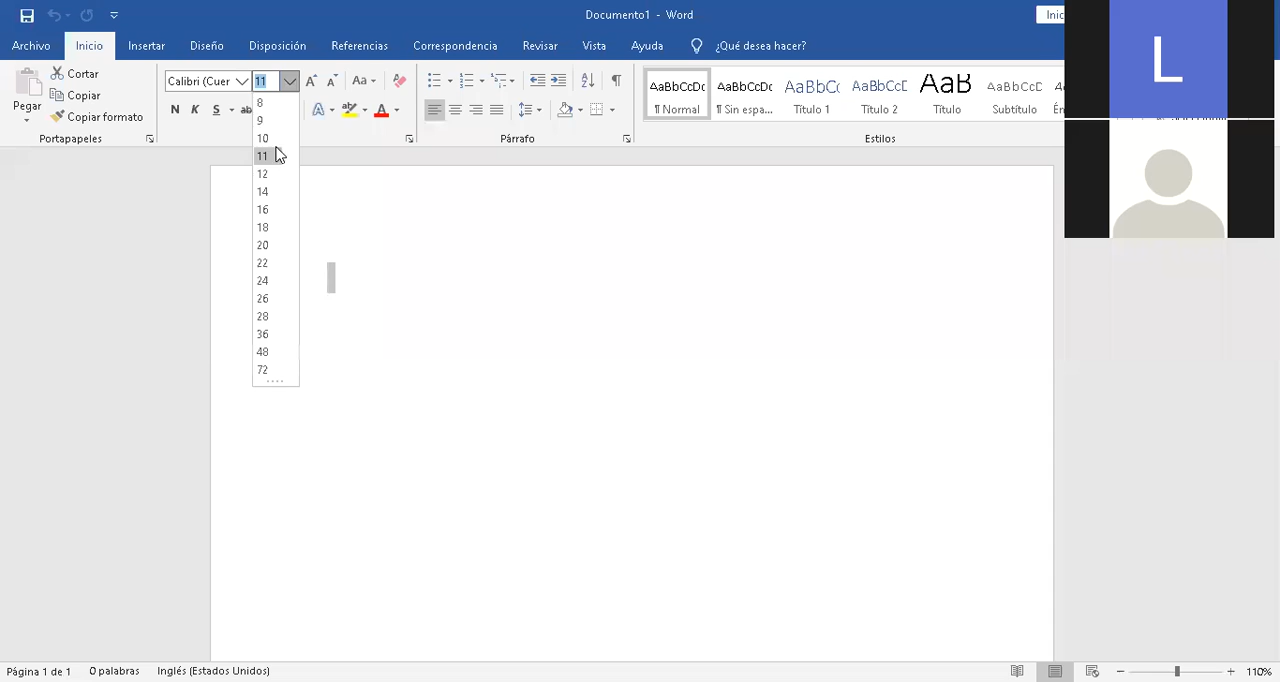 Documento1 - Word
Inic
Archivo Inicio Insertar Diseño Disposición Referencias Correspondencia Revisar Vista Ayuda ¿Qué desea hacer?
Pegar
Cortar
Copiar
Copiar formato
Portapapeles
Calibri (Cuer 11
Aa
N K S ab
A
A
8
9
10
11
12
14
16
18
20
22
24
26
28
36
48
72
Párrafo
AaBbCcDc AaBbCcDc AaBbCc AaBbCcD AaB AaBbCcD
¶ Normal ¶ Sin espa... Título 1 Título 2 Título Subtítulo
Estilos
L
Página 1 de 1 0 palabras Inglés (Estados Unidos) 110%